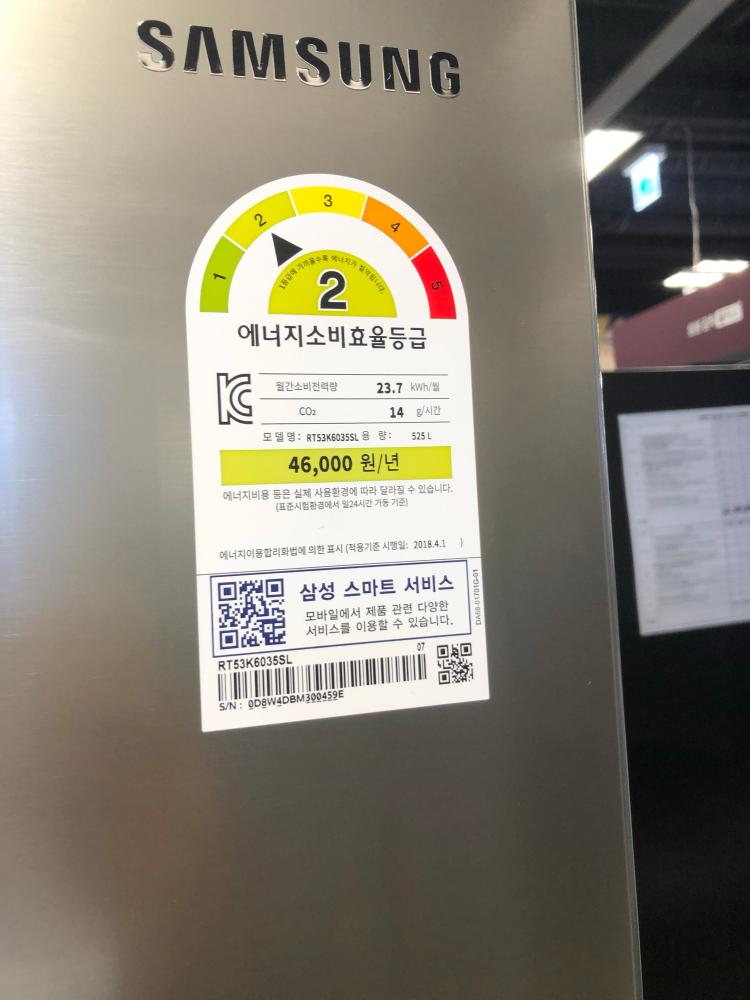 SAMSUNG
1 2 3 4 5
1등급에 가까울수록 에너지가 절약됩니다.
2
에너지소비효율등급
월간소비전력량 23.7 kWh/월
CO₂ 14 g/시간
모델명: RT53K6035SL 용 량: 525 L
46,000 원/년
에너지비용 등은 실제 사용환경에 따라 달라질 수 있습니다.
(표준시험환경에서 일24시간 가동 기준)
에너지이용합리화법에 의한 표시 (적용기준 시행일: 2018.4.1 )
삼성 스마트 서비스
모바일에서 제품 관련 다양한
서비스를 이용할 수 있습니다.
DA68-01701G-01
RT53K6035SL 07
S/N : 0D8W4DBM300459E